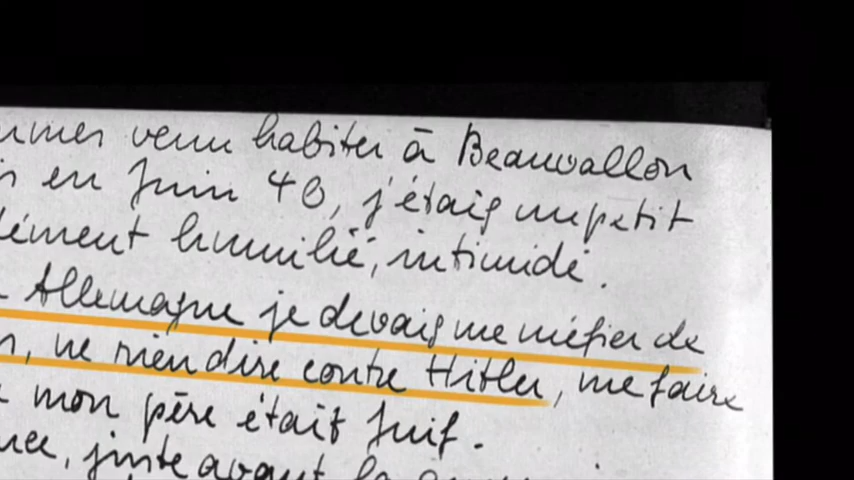 venu habiter à Beauvallon
en Juin 40, j'étais un petit
humilié, intimidé.
Allemagne je devais me méfier de
, ne rien dire contre Hitler, me faire
mon père était Juif.
, juste avant la